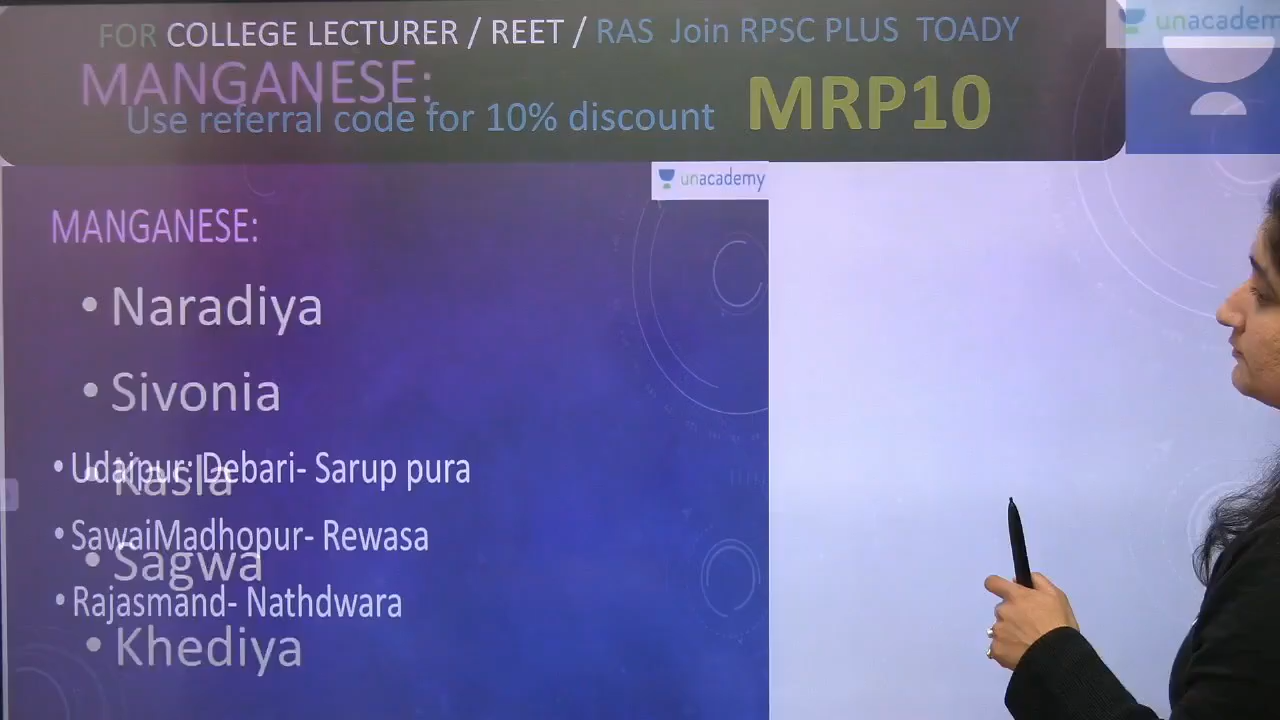 FOR COLLEGE LECTURER / REET / RAS Join RPSC PLUS TOADY
unacademy
MANGANESE:
Use referral code for 10% discount MRP10
unacademy
MANGANESE:
• Naradiya
• Sivonia
• Udaipur: Debari- Sarup pura
• Kasla
• SawaiMadhopur- Rewasa
• Sagwa
• Rajasmand- Nathdwara
• Khediya